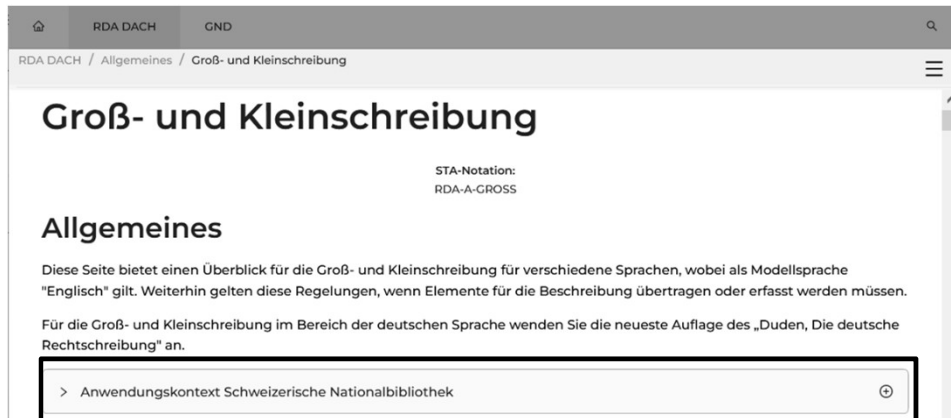 RDA DACH GND
RDA DACH / Allgemeines / Groß- und Kleinschreibung
Groß- und Kleinschreibung
STA-Notation:
RDA-A-GROSS
Allgemeines
Diese Seite bietet einen Überblick für die Groß- und Kleinschreibung für verschiedene Sprachen, wobei als Modellsprache
"Englisch" gilt. Weiterhin gelten diese Regelungen, wenn Elemente für die Beschreibung übertragen oder erfasst werden müssen.
Für die Groß- und Kleinschreibung im Bereich der deutschen Sprache wenden Sie die neueste Auflage des „Duden, Die deutsche
Rechtschreibung" an.
Anwendungskontext Schweizerische Nationalbibliothek